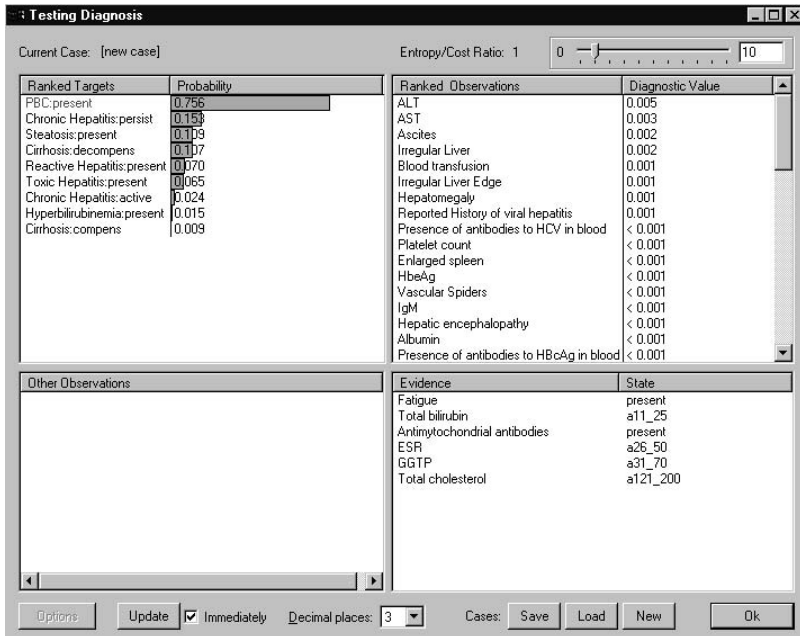 Testing Diagnosis
Current Case: [new case]
Entropy/Cost Ratio: 1 0 10
Ranked Targets Probability
PBC:present 0.756
Chronic Hepatitis:persist 0.153
Steatosis:present 0.109
Cirrhosis:decompens 0.107
Reactive Hepatitis:present 0.070
Toxic Hepatitis:present 0.065
Chronic Hepatitis:active 0.024
Hyperbilirubinemia:present 0.015
Cirrhosis:compens 0.009
Ranked Observations Diagnostic Value
ALT 0.005
AST 0.003
Ascites 0.002
Irregular Liver 0.002
Blood transfusion 0.001
Irregular Liver Edge 0.001
Hepatomegaly 0.001
Reported History of viral hepatitis 0.001
Presence of antibodies to HCV in blood < 0.001
Platelet count < 0.001
Enlarged spleen < 0.001
HbeAg < 0.001
Vascular Spiders < 0.001
IgM < 0.001
Hepatic encephalopathy < 0.001
Albumin < 0.001
Presence of antibodies to HBcAg in blood < 0.001
Other Observations
Evidence State
Fatigue present
Total bilirubin a11_25
Antimytochondrial antibodies present
ESR a26_50
GGTP a31_70
Total cholesterol a121_200
Options Update Immediately Decimal places: 3 Cases: Save Load New Ok